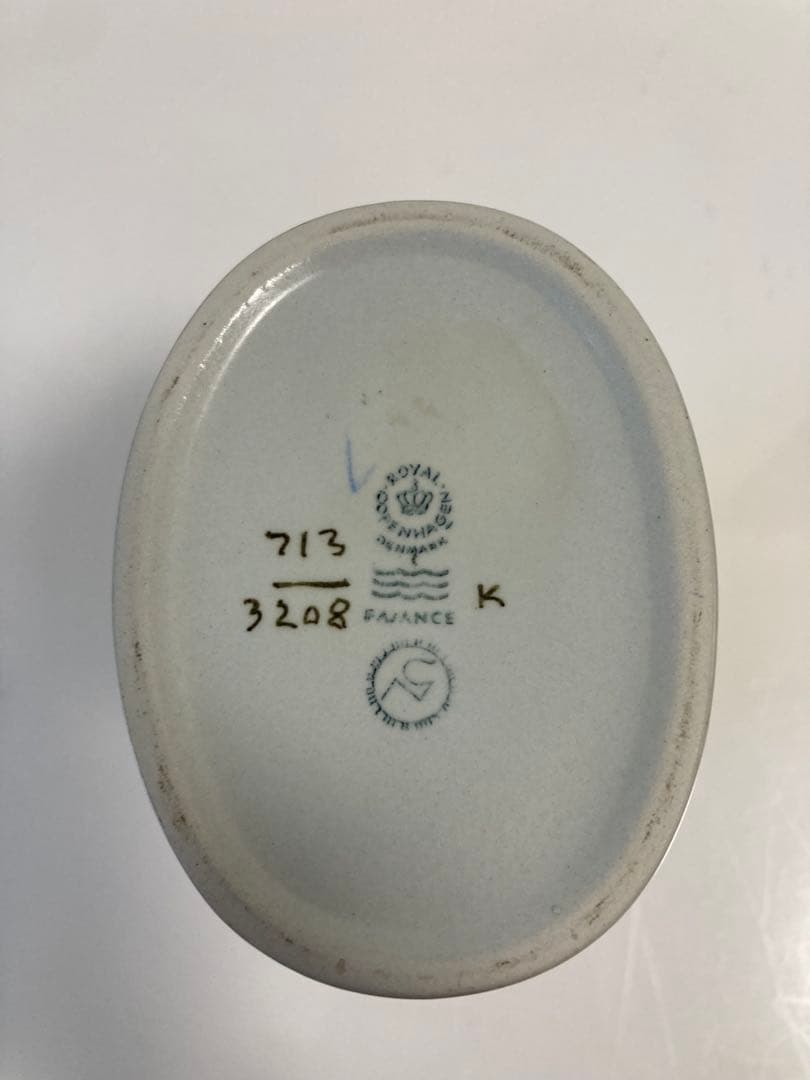 ROYAL COPENHAGEN
DENMARK
713
3208
FAJANCE
K